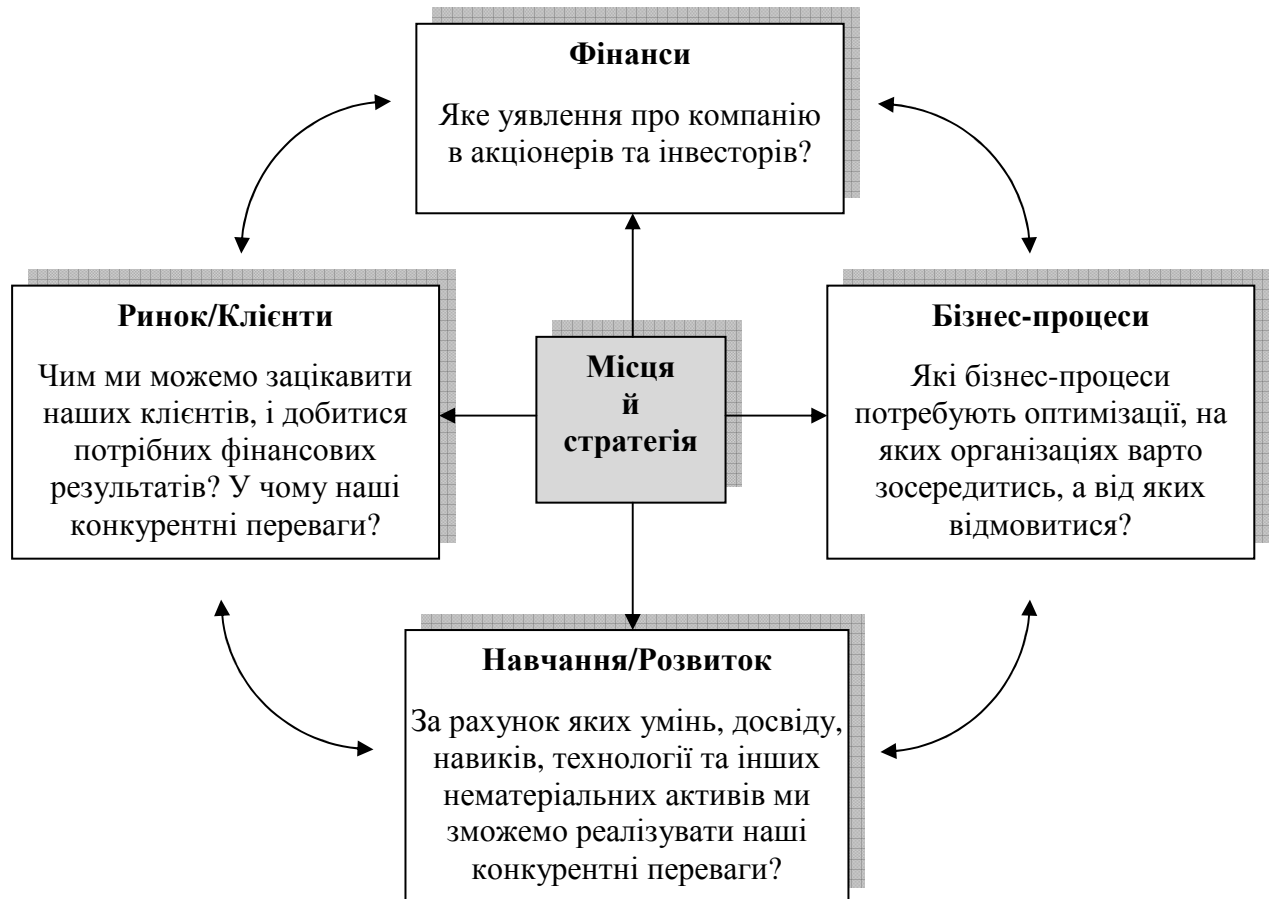 Фінанси
Яке уявлення про компанію
в акціонерів та інвесторів?
Ринок/Клієнти
Чим ми можемо зацікавити
наших клієнтів, і добитися
потрібних фінансових
результатів? У чому наші
конкурентні переваги?
Місця
й
стратегія
Бізнес-процеси
Які бізнес-процеси
потребують оптимізації, на
яких організаціях варто
зосередитись, а від яких
відмовитися?
Навчання/Розвиток
За рахунок яких умінь, досвіду,
навиків, технології та інших
нематеріальних активів ми
зможемо реалізувати наші
конкурентні переваги?